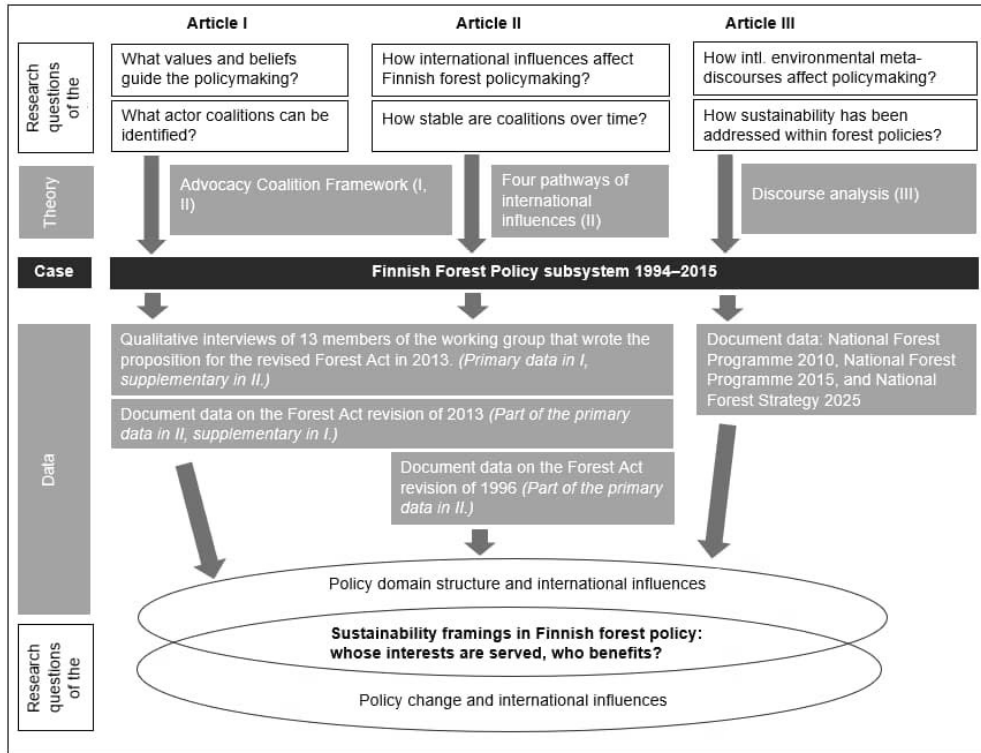 Article I
Article II
Article III
Research
questions
of the
What values and beliefs
guide the policymaking?
How international influences affect
Finnish forest policymaking?
How intl. environmental meta-
discourses affect policymaking?
What actor coalitions can be
identified?
How stable are coalitions over time?
How sustainability has been
addressed within forest policies?
Theory
Advocacy Coalition Framework (I,
II)
Four pathways of
international
influences (II)
Discourse analysis (III)
Case
Finnish Forest Policy subsystem 1994–2015
Data
Qualitative interviews of 13 members of the working group that wrote the
proposition for the revised Forest Act in 2013. (Primary data in I,
supplementary in II.)
Document data: National Forest
Programme 2010, National Forest
Programme 2015, and National
Forest Strategy 2025
Document data on the Forest Act revision of 2013 (Part of the primary
data in II, supplementary in I.)
Document data on the Forest Act
revision of 1996 (Part of the primary
data in II.)
Policy domain structure and international influences
Research
questions
of the
Sustainability framings in Finnish forest policy:
whose interests are served, who benefits?
Policy change and international influences